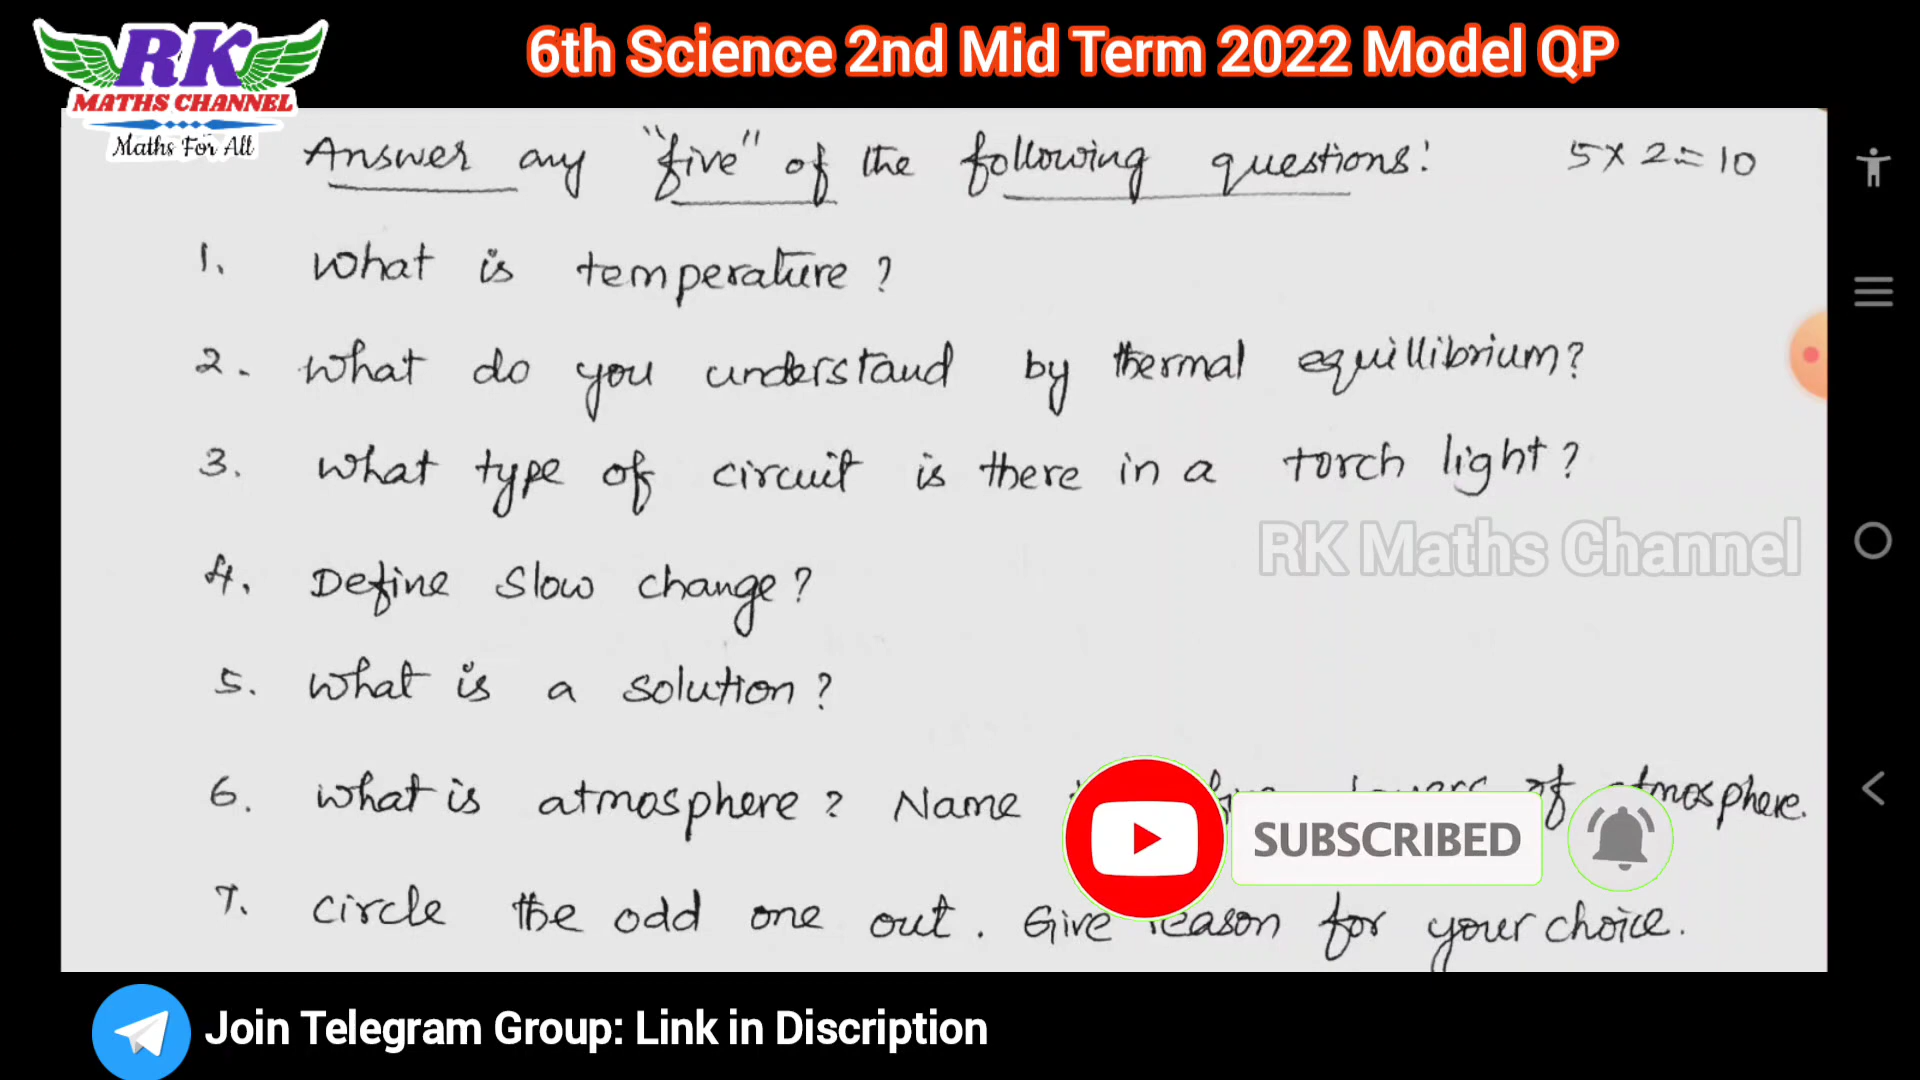 RK
MATHS CHANNEL
Maths For All
6th Science 2nd Mid Term 2022 Model QP
Answer any "five" of the following questions: 5 x 2 = 10
1. What is temperature?
2. What do you understand by thermal equillibrium?
3. What type of circuit is there in a torch light?
RK Maths Channel
4. Define slow change?
5. What is a solution?
6. What is atmosphere? Name of atmosphere.
SUBSCRIBED
7. circle the odd one out. Give reason for your choice.
Join Telegram Group: Link in Discription